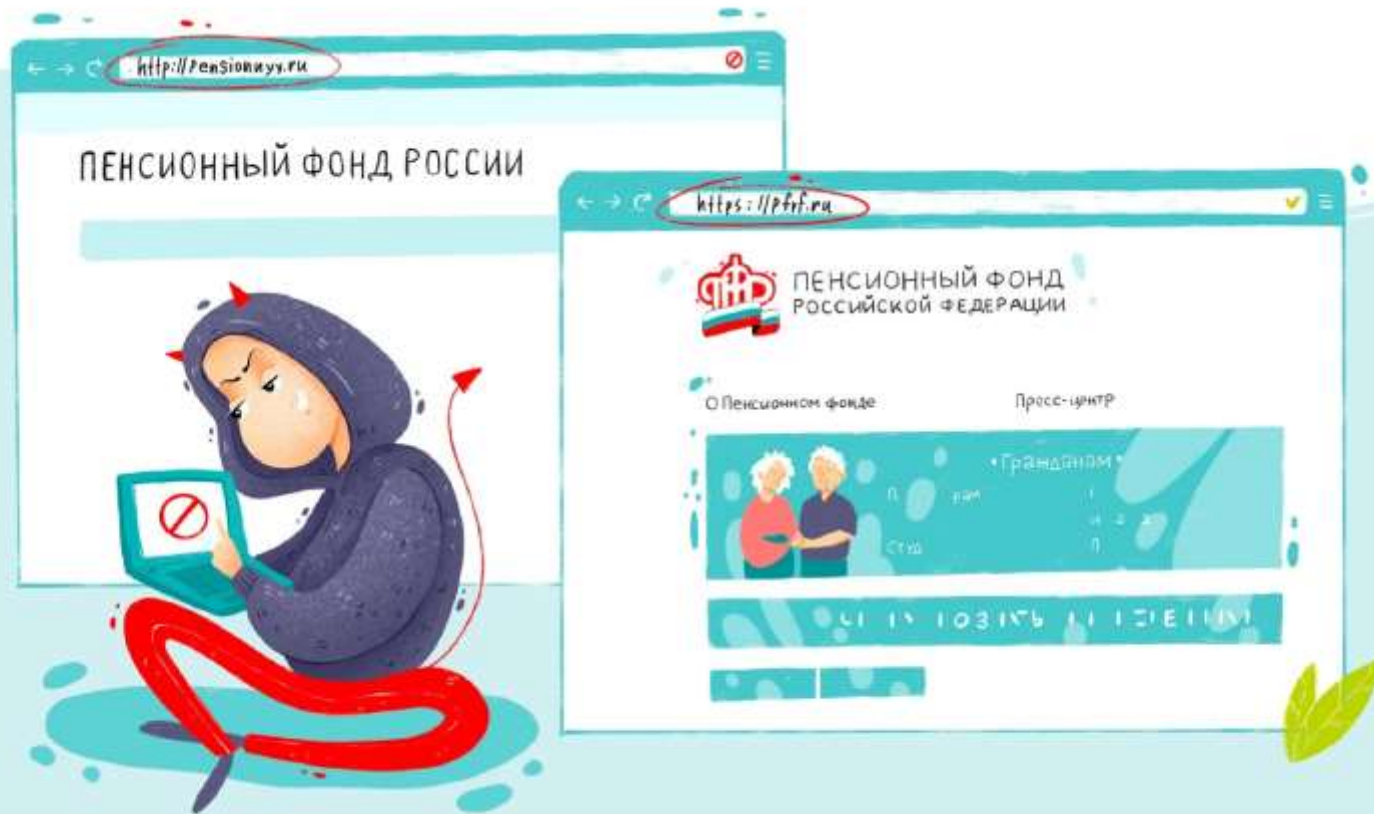 http://pensionnyy.ru
ПЕНСИОННЫЙ ФОНД РОССИИ
https://pfrf.ru
ПЕНСИОННЫЙ ФОНД
РОССИЙСКОЙ ФЕДЕРАЦИИ
О Пенсионном фонде
Пресс-центр
•Гражданам•